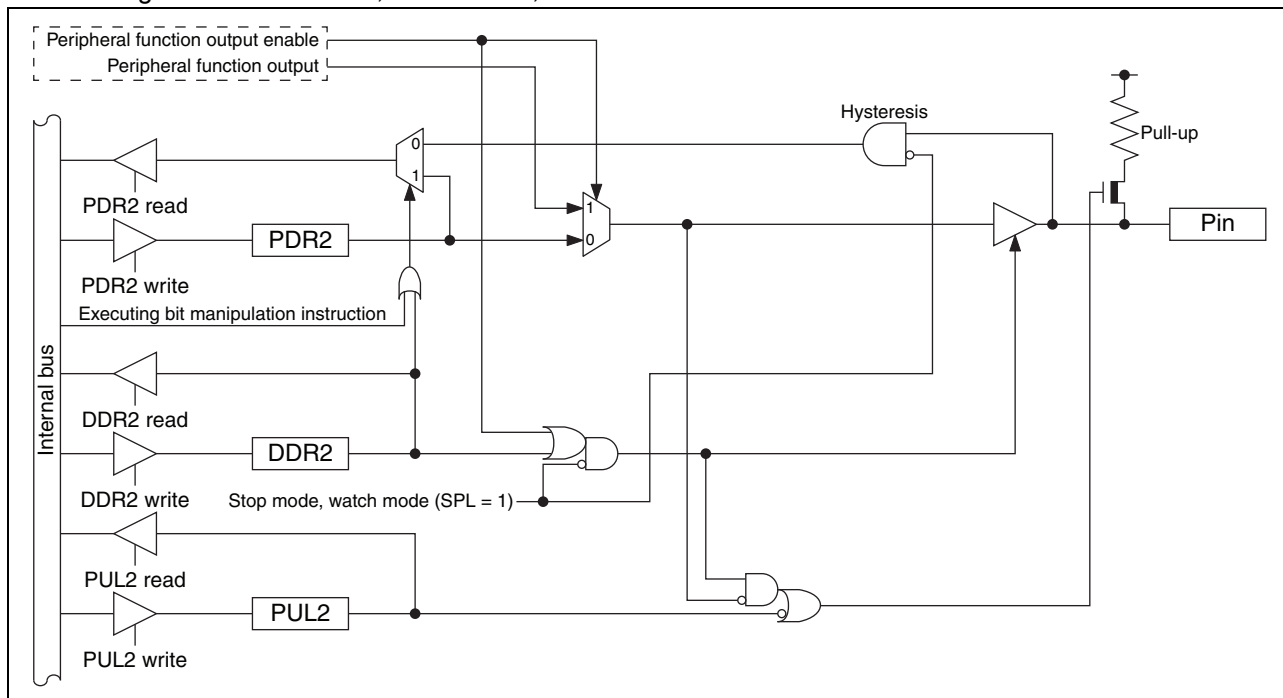 Peripheral function output enable
Peripheral function output
Hysteresis
Pull-up
0
1
PDR2 read
1
Pin
PDR2
0
PDR2 write
Executing bit manipulation instruction
Internal bus
DDR2 read
DDR2
DDR2 write
Stop mode, watch mode (SPL = 1)
PUL2 read
PUL2
PUL2 write